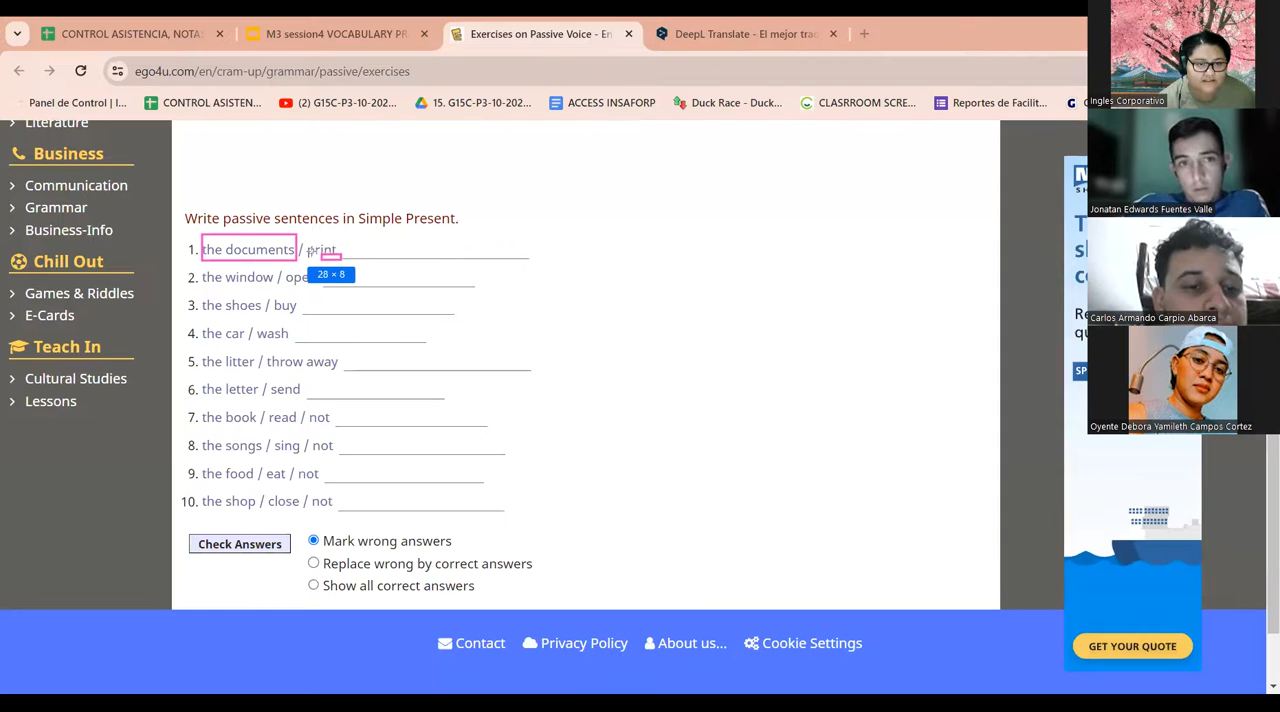 CONTROL ASISTENCIA, NOTAS
M3 session4 VOCABULARY PR
Exercises on Passive Voice - En
DeepL Translate - El mejor tra
ego4u.com/en/cram-up/grammar/passive/exercises
Panel de Control | I...
CONTROL ASISTEN...
(2) G15C-P3-10-202...
15. G15C-P3-10-202...
ACCESS INSAFORP
Duck Race - Duck...
CLASRROOM SCRE...
Reportes de Facilit...
Literature
Business
Communication
Grammar
Business-Info
Chill Out
Games & Riddles
E-Cards
Teach In
Cultural Studies
Lessons
Write passive sentences in Simple Present.
1. the documents / print
28 × 8
2. the window / ope
3. the shoes / buy
4. the car / wash
5. the litter / throw away
6. the letter / send
7. the book / read / not
8. the songs / sing / not
9. the food / eat / not
10. the shop / close / not
Check Answers
Mark wrong answers
Replace wrong by correct answers
Show all correct answers
Contact
Privacy Policy
About us...
Cookie Settings
GET YOUR QUOTE
Ingles Corporativo
Jonatan Edwards Fuentes Valle
Carlos Armando Carpio Abarca
Oyente Debora Yamileth Campos Cortez